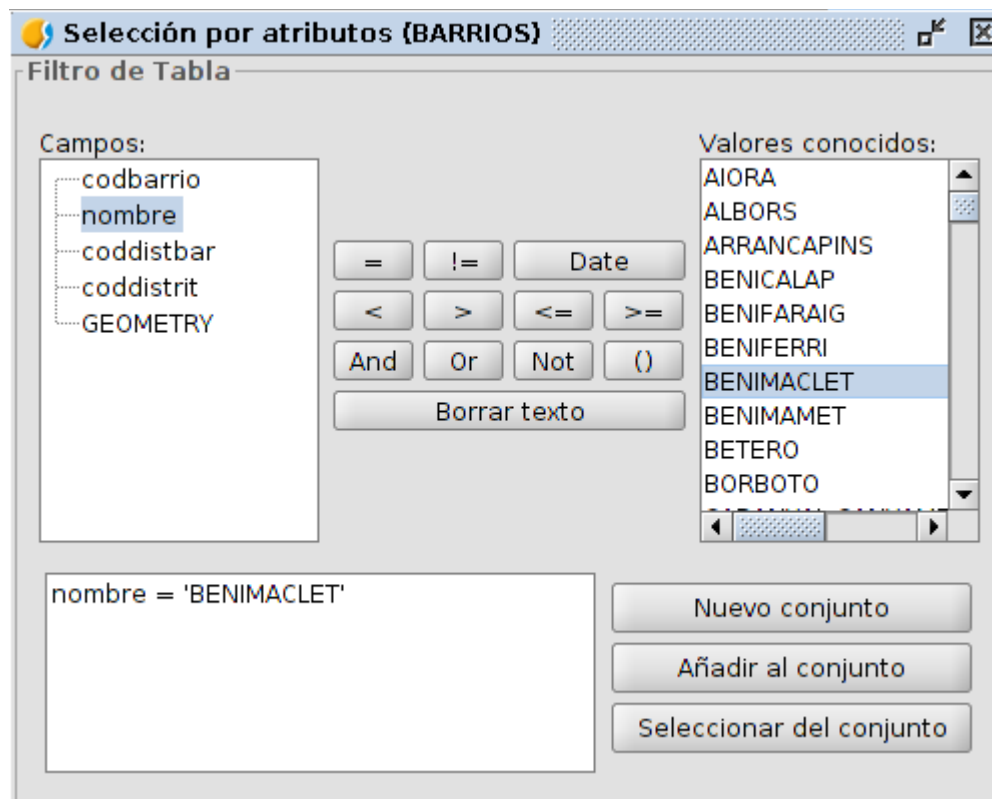 Selección por atributos (BARRIOS)
Filtro de Tabla
Campos:
codbarrio
nombre
coddistbar
coddistrit
GEOMETRY
= != Date
< > <= >=
And Or Not ()
Borrar texto
Valores conocidos:
AIORA
ALBORS
ARRANCAPINS
BENICALAP
BENIFARAIG
BENIFERRI
BENIMACLET
BENIMAMET
BETERO
BORBOTO
nombre = 'BENIMACLET'
Nuevo conjunto
Añadir al conjunto
Seleccionar del conjunto